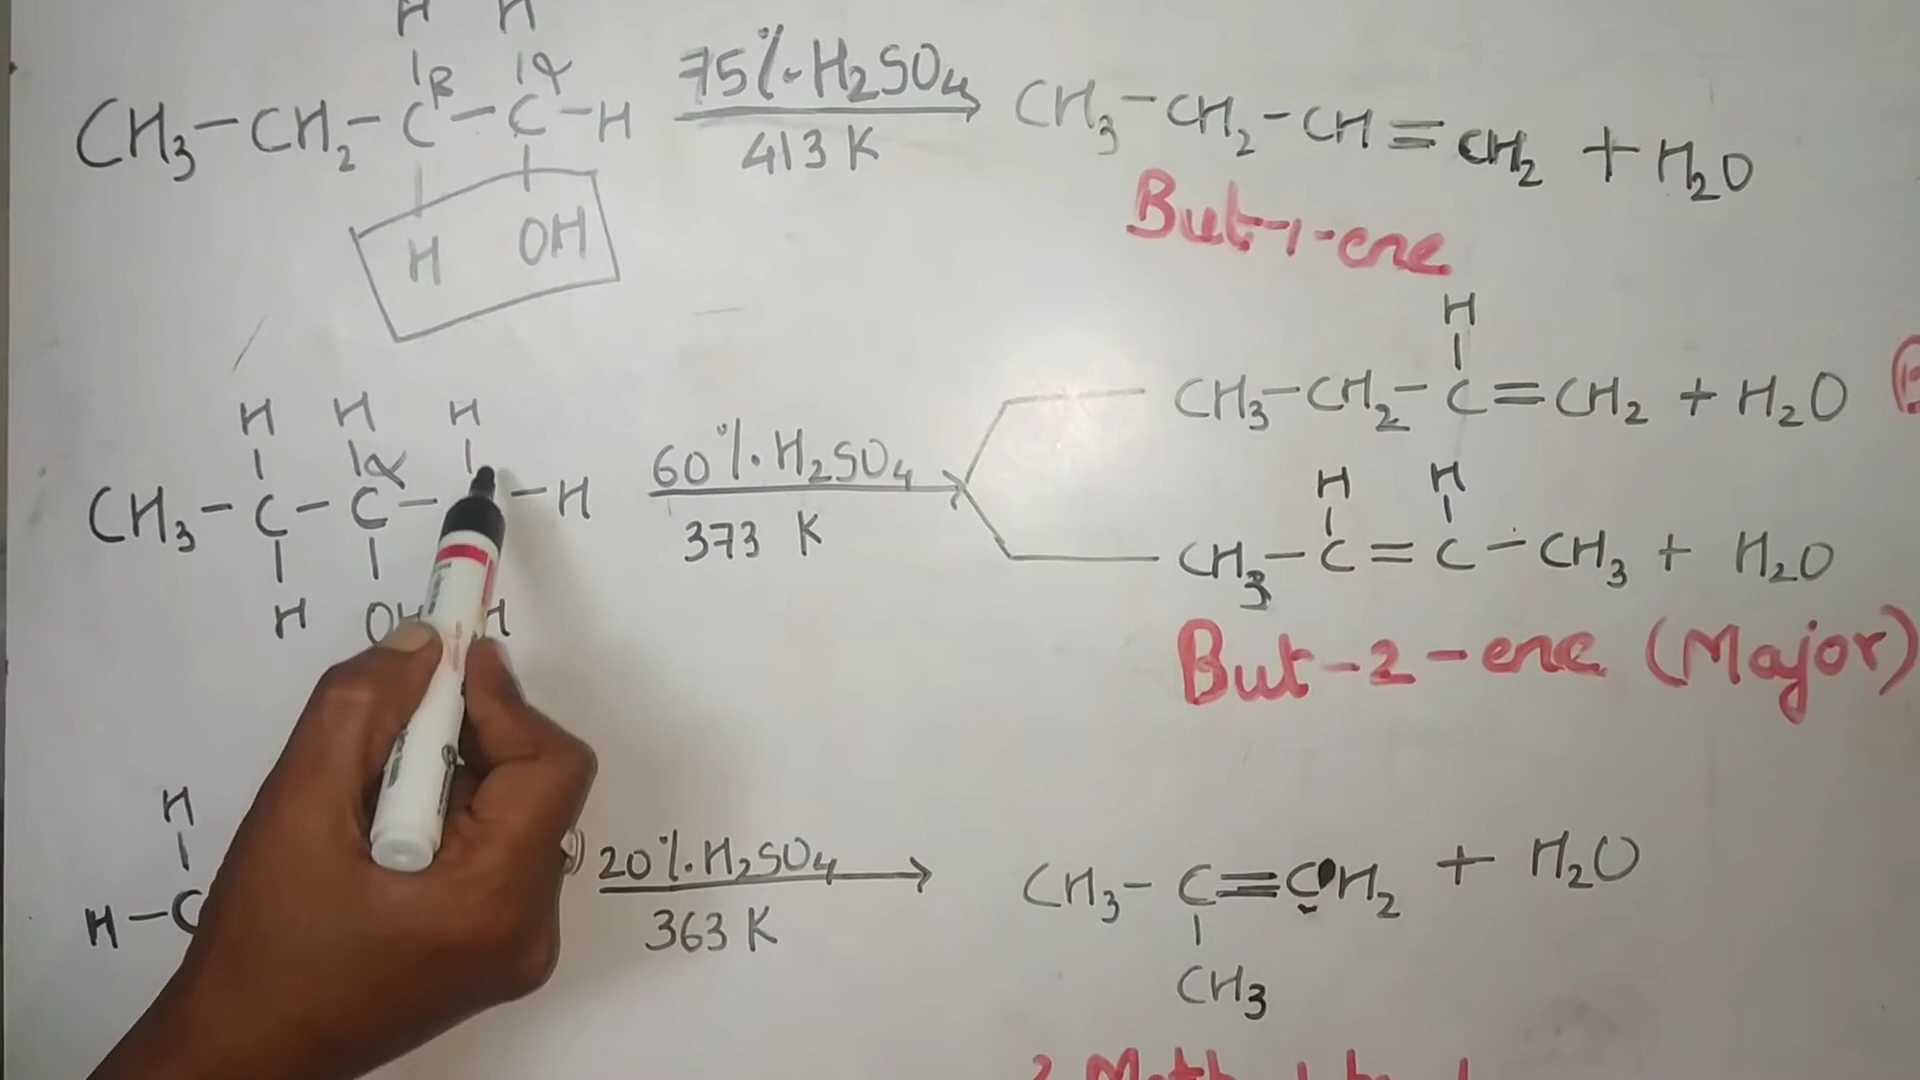 H H
β α
CH3-CH2-C-C-H 75%.H2SO4 413 K CH3-CH2-CH=CH2 + H2O
H OH
But-1-ene
H
CH3-CH2-C=CH2 + H2O
H H H
α
CH3-C-C- -H 60%.H2SO4 373 K
H OH H
H H
CH3-C=C-CH3 + H2O
But-2-ene (Major)
H
H-C 20%.H2SO4 363 K CH3-C=CH2 + H2O
CH3